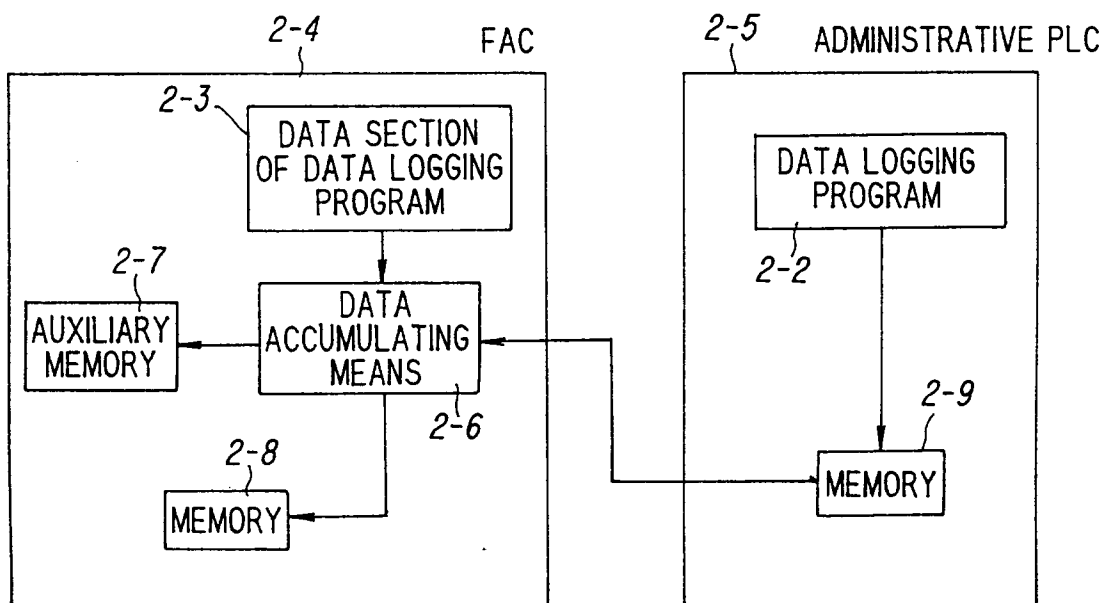 2-4
FAC
2-5
ADMINISTRATIVE PLC
2-3
DATA SECTION
OF DATA LOGGING
PROGRAM
DATA LOGGING
PROGRAM
2-2
2-7
AUXILIARY
MEMORY
DATA
ACCUMULATING
MEANS
2-6
2-9
MEMORY
2-8
MEMORY